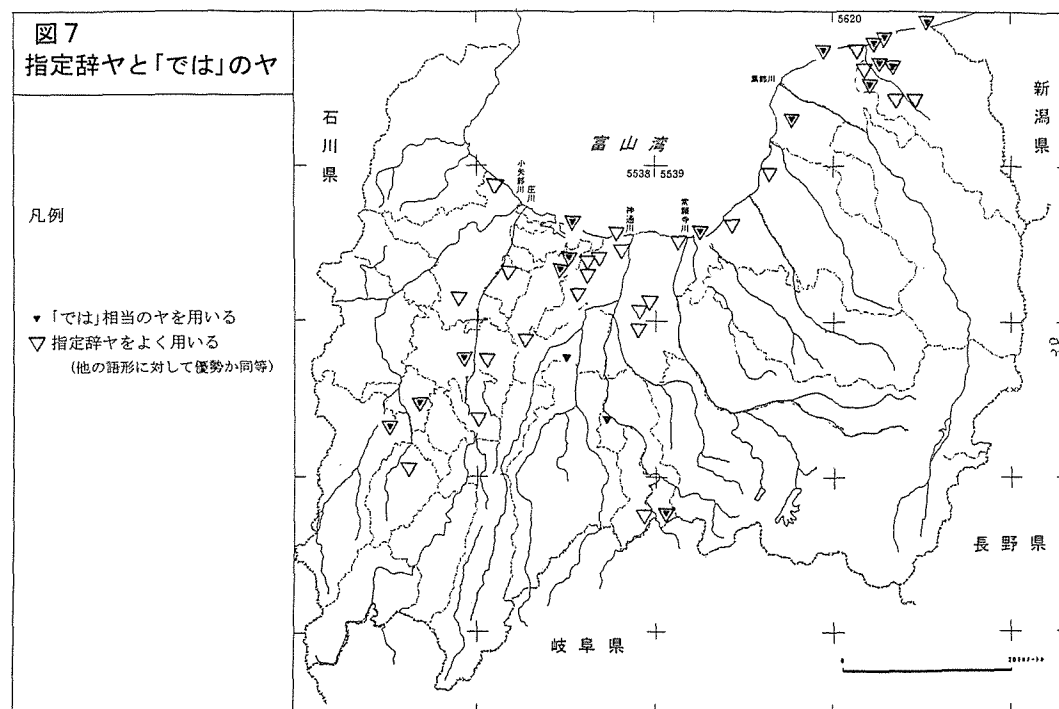 図7
指定辞ヤと「では」のヤ
凡例
「では」相当のヤを用いる
指定辞ヤをよく用いる
(他の語形に対して優勢か同等)
5620
石川県
新潟県
富山湾
黒部川
小矢部川
庄川
5538 5539
神通川
常願寺川
長野県
岐阜県
0